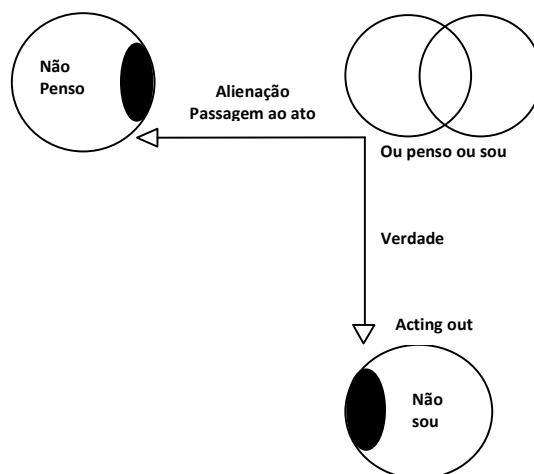 Não
Penso
Alienação
Passagem ao ato
Ou penso ou sou
Verdade
Acting out
Não
sou